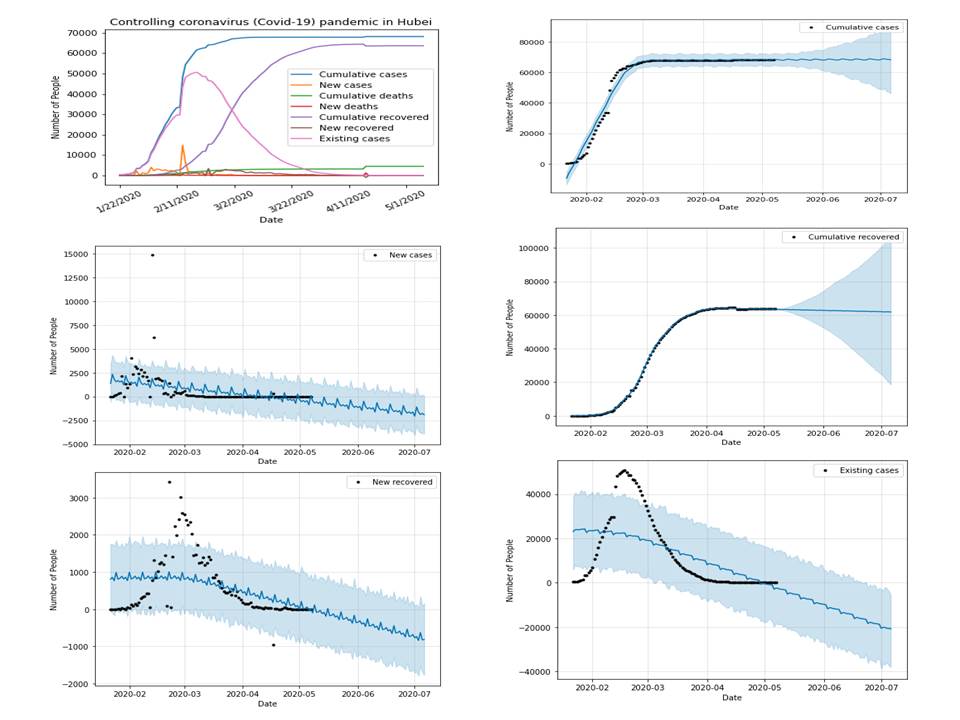 Controlling coronavirus (Covid-19) pandemic in Hubei
Number of People
70000
60000
50000
40000
30000
20000
10000
0
Cumulative cases
New cases
Cumulative deaths
New deaths
Cumulative recovered
New recovered
Existing cases
1/22/2020 2/11/2020 3/2/2020 3/22/2020 4/11/2020 5/1/2020
Date
Cumulative cases
Number of People
80000
60000
40000
20000
0
2020-02 2020-03 2020-04 2020-05 2020-06 2020-07
Date
New cases
Number of People
15000
12500
10000
7500
5000
2500
0
−2500
−5000
2020-02 2020-03 2020-04 2020-05 2020-06 2020-07
Date
Cumulative recovered
Number of People
100000
80000
60000
40000
20000
0
2020-02 2020-03 2020-04 2020-05 2020-06 2020-07
Date
New recovered
Number of People
3000
2000
1000
0
−1000
−2000
2020-02 2020-03 2020-04 2020-05 2020-06 2020-07
Date
Existing cases
Number of People
40000
20000
0
−20000
−40000
2020-02 2020-03 2020-04 2020-05 2020-06 2020-07
Date